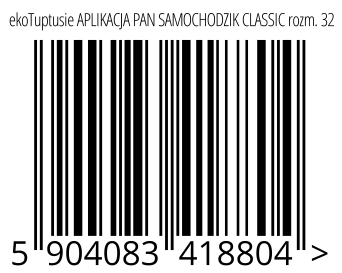 ekoTuptusie APLIKACJA PAN SAMOCHODZIK CLASSIC rozm. 32
5 904083 418804 >